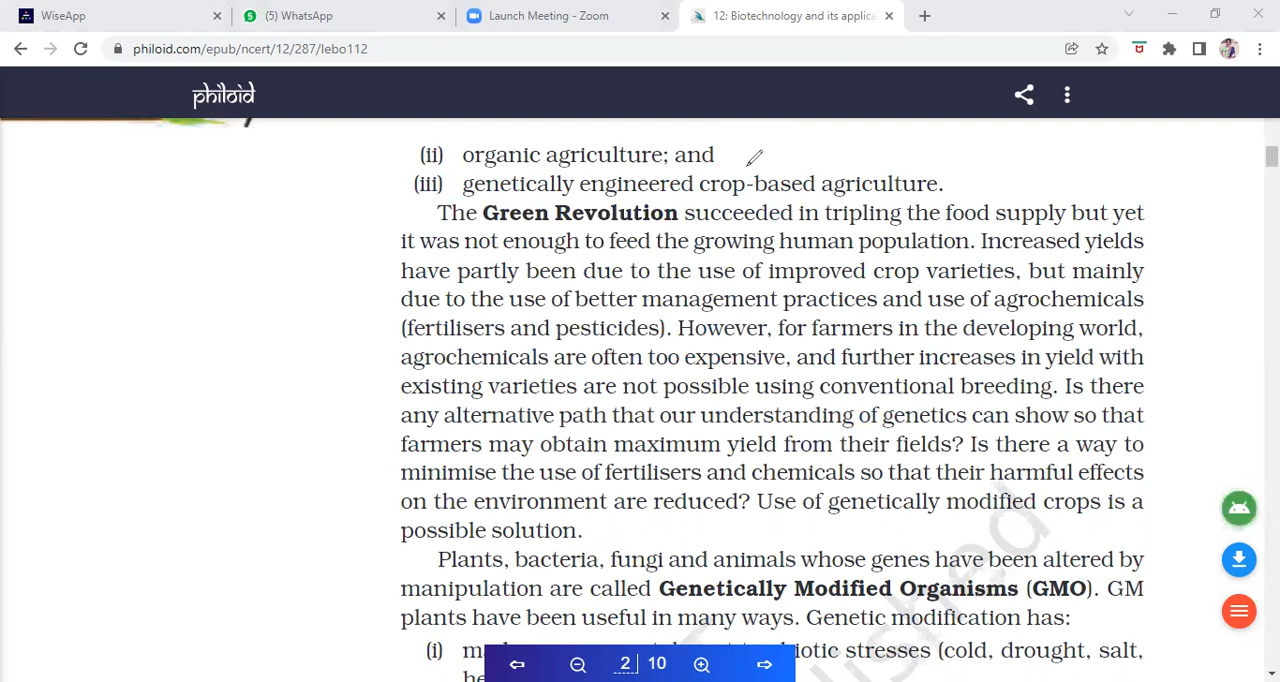 WiseApp
(5) WhatsApp
Launch Meeting - Zoom
12: Biotechnology and its applica
philoid.com/epub/ncert/12/287/lebo112
philoid
(ii) organic agriculture; and
(iii) genetically engineered crop-based agriculture.
The Green Revolution succeeded in tripling the food supply but yet
it was not enough to feed the growing human population. Increased yields
have partly been due to the use of improved crop varieties, but mainly
due to the use of better management practices and use of agrochemicals
(fertilisers and pesticides). However, for farmers in the developing world,
agrochemicals are often too expensive, and further increases in yield with
existing varieties are not possible using conventional breeding. Is there
any alternative path that our understanding of genetics can show so that
farmers may obtain maximum yield from their fields? Is there a way to
minimise the use of fertilisers and chemicals so that their harmful effects
on the environment are reduced? Use of genetically modified crops is a
possible solution.
Plants, bacteria, fungi and animals whose genes have been altered by
manipulation are called Genetically Modified Organisms (GMO). GM
plants have been useful in many ways. Genetic modification has:
(i) stresses (cold, drought, salt,
2 10